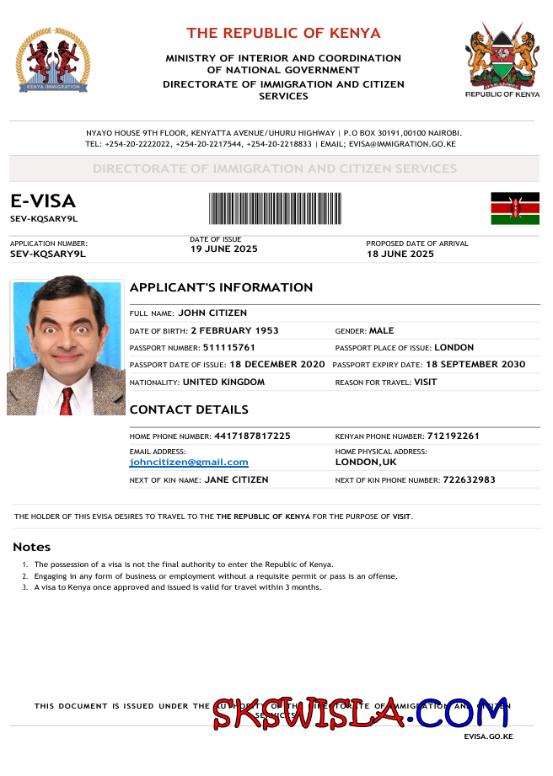 THE REPUBLIC OF KENYA
MINISTRY OF INTERIOR AND COORDINATION
OF NATIONAL GOVERNMENT
DIRECTORATE OF IMMIGRATION AND CITIZEN
SERVICES
KENYA IMMIGRATION
REPUBLIC OF KENYA
NYAYO HOUSE 9TH FLOOR, KENYATTA AVENUE/UHURU HIGHWAY | P.O BOX 30191,00100 NAIROBI.
TEL: +254-20-2222022, +254-20-2217544, +254-20-2218833 | EMAIL; EVISA@IMMIGRATION.GO.KE
DIRECTORATE OF IMMIGRATION AND CITIZEN SERVICES
E-VISA
SEV-KQSARY9L
APPLICATION NUMBER:
SEV-KQSARY9L
DATE OF ISSUE
19 JUNE 2025
PROPOSED DATE OF ARRIVAL
18 JUNE 2025
APPLICANT'S INFORMATION
FULL NAME: JOHN CITIZEN
DATE OF BIRTH: 2 FEBRUARY 1953 GENDER: MALE
PASSPORT NUMBER: 511115761 PASSPORT PLACE OF ISSUE: LONDON
PASSPORT DATE OF ISSUE: 18 DECEMBER 2020 PASSPORT EXPIRY DATE: 18 SEPTEMBER 2030
NATIONALITY: UNITED KINGDOM REASON FOR TRAVEL: VISIT
CONTACT DETAILS
HOME PHONE NUMBER: 4417187817225 KENYAN PHONE NUMBER: 712192261
EMAIL ADDRESS:
johncitizen@gmail.com
HOME PHYSICAL ADDRESS:
LONDON,UK
NEXT OF KIN NAME: JANE CITIZEN NEXT OF KIN PHONE NUMBER: 722632983
THE HOLDER OF THIS EVISA DESIRES TO TRAVEL TO THE THE REPUBLIC OF KENYA FOR THE PURPOSE OF VISIT.
Notes
1. The possession of a visa is not the final authority to enter the Republic of Kenya.
2. Engaging in any form of business or employment without a requisite permit or pass is an offense.
3. A visa to Kenya once approved and issued is valid for travel within 3 months.
THIS DOCUMENT IS ISSUED UNDER THE AUTHORITY OF THE DIRECTORATE OF IMMIGRATION AND CITIZEN
SERVICES
SKSWISLA.COM
EVISA.GO.KE